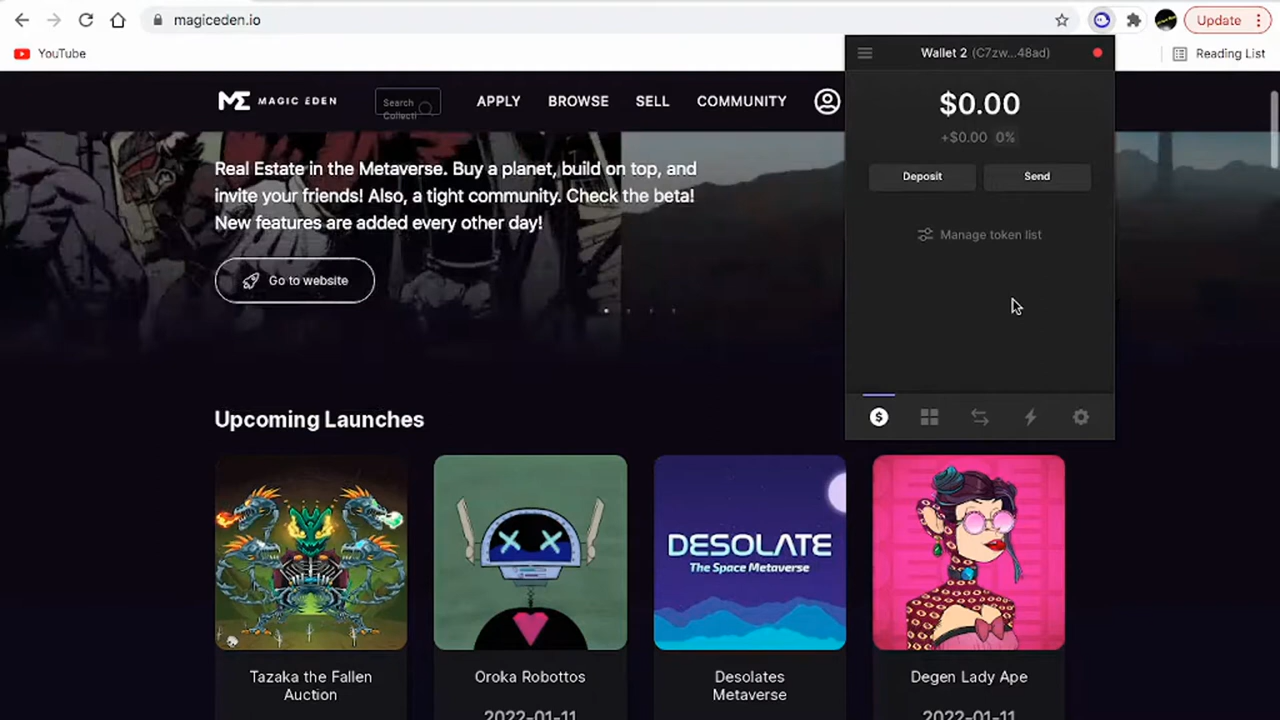 magiceden.io
Update
YouTube
Reading List
Wallet 2 (C7zw...48ad)
MAGIC EDEN
Search
Collecti
APPLY
BROWSE
SELL
COMMUNITY
$0.00
+$0.00 0%
Deposit
Send
Manage token list
Real Estate in the Metaverse. Buy a planet, build on top, and
invite your friends! Also, a tight community. Check the beta!
New features are added every other day!
Go to website
Upcoming Launches
DESOLATE
The Space Metaverse
Tazaka the Fallen
Auction
Oroka Robottos
2022-01-11
Desolates
Metaverse
Degen Lady Ape
2022-01-11